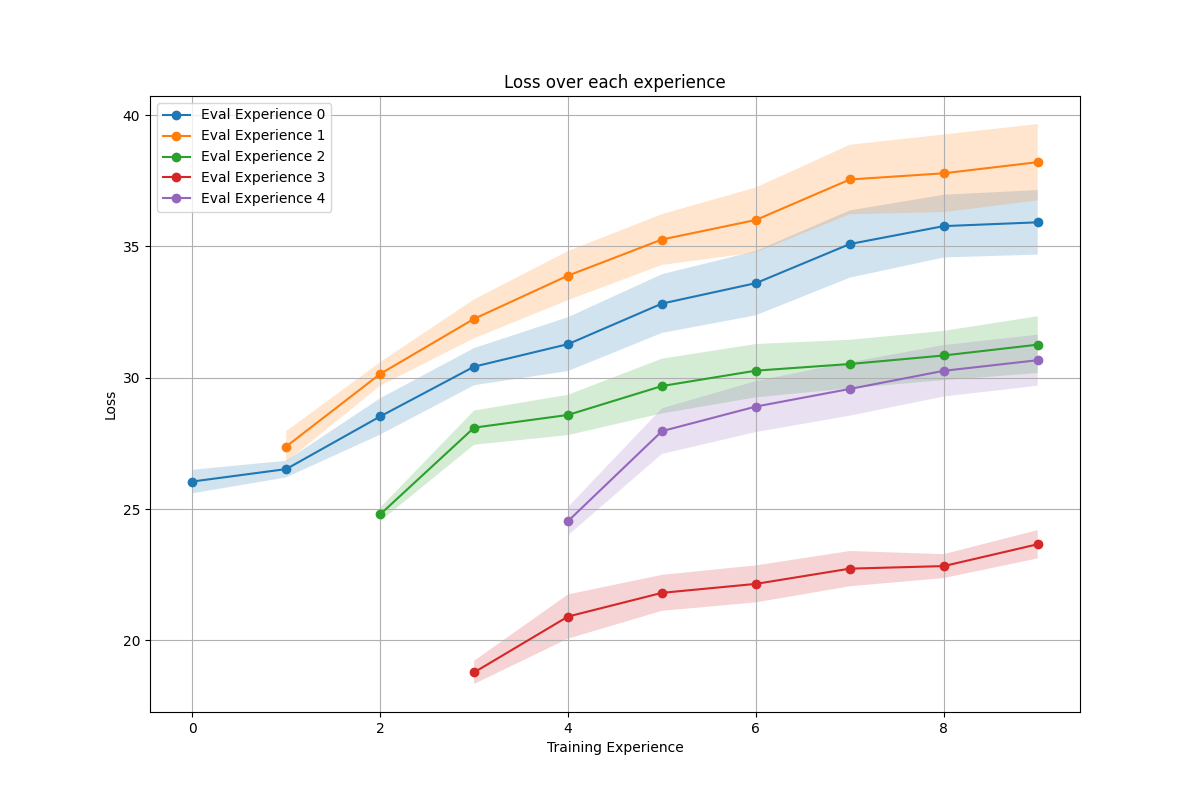 Loss over each experience
Eval Experience 0
Eval Experience 1
Eval Experience 2
Eval Experience 3
Eval Experience 4
40
35
30
25
20
Loss
0 2 4 6 8
Training Experience